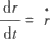 dr/dt = ṙ